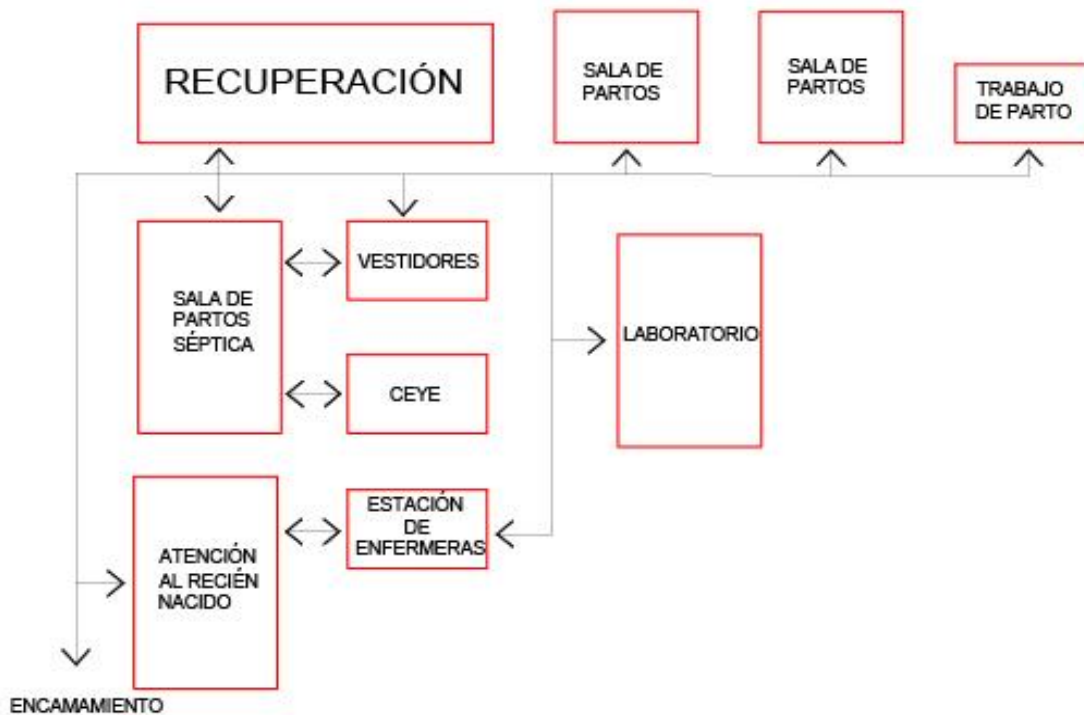 RECUPERACIÓN
SALA DE
PARTOS
SALA DE
PARTOS
TRABAJO
DE PARTO
SALA DE
PARTOS
SÉPTICA
VESTIDORES
CEYE
LABORATORIO
ATENCIÓN
AL RECIÉN
NACIDO
ESTACIÓN
DE
ENFERMERAS
ENCAMAMIENTO